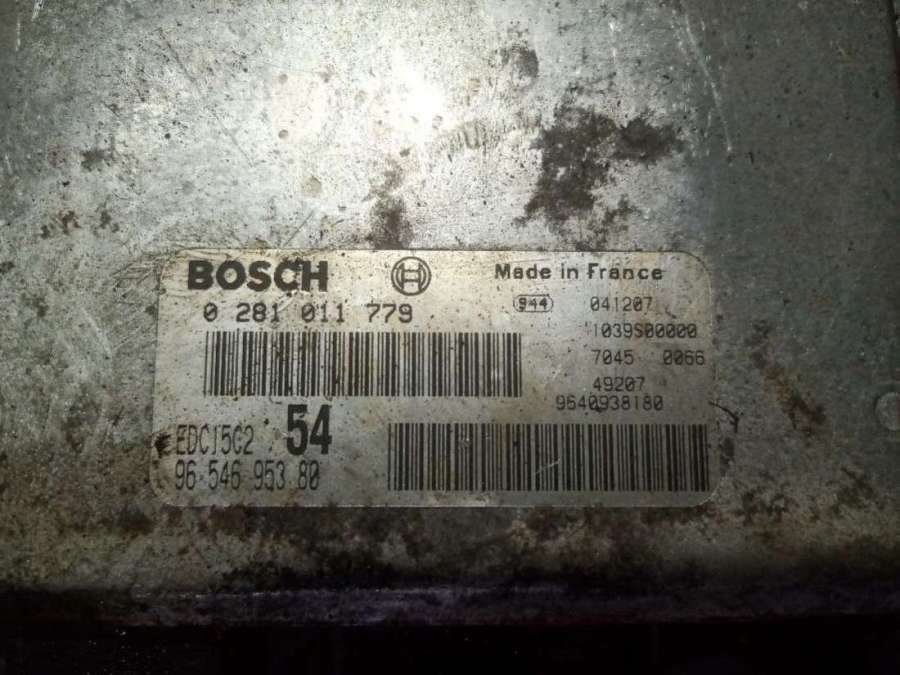 BOSCH
Made in France
0 281 011 779
944
041207
1039S00000
7045 0066
49207
9640938180
EDC15C2 54
96 546 953 80